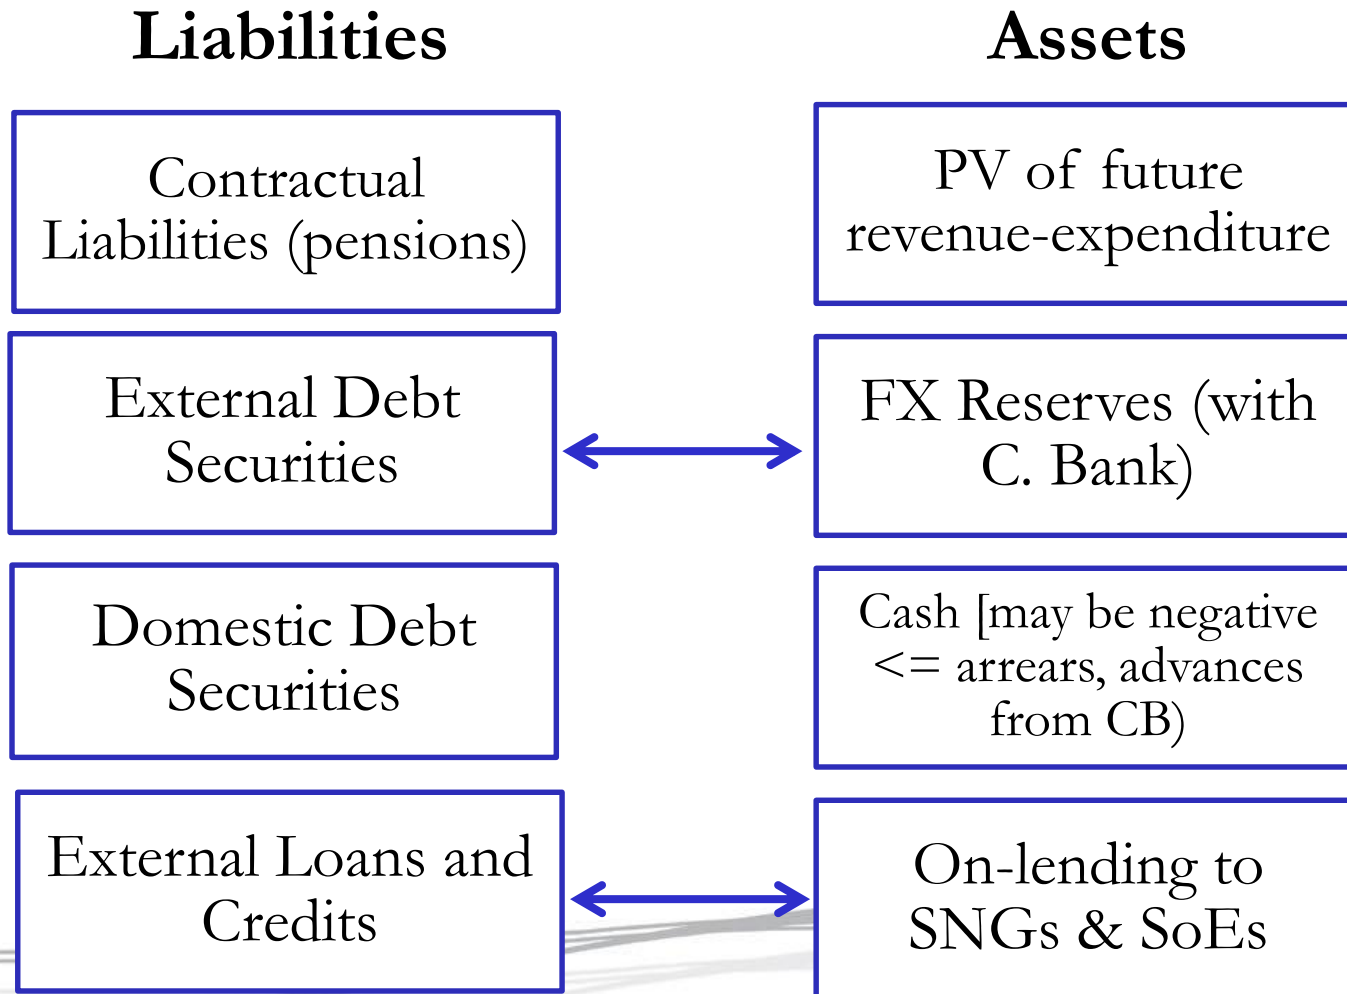 Liabilities
Contractual
Liabilities (pensions)
External Debt
Securities
Domestic Debt
Securities
External Loans and
Credits
Assets
PV of future
revenue-expenditure
FX Reserves (with
C. Bank)
Cash [may be negative
<= arrears, advances
from CB)
On-lending to
SNGs & SoEs